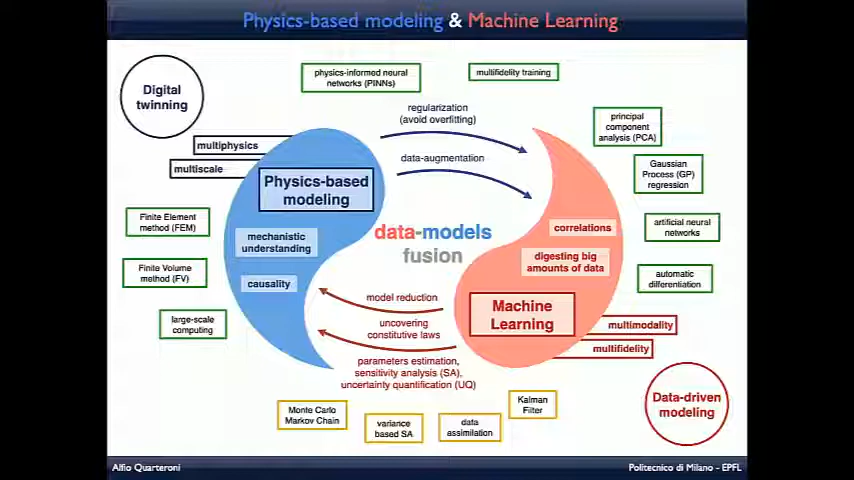 Physics-based modeling & Machine Learning
Digital
twinning
physics-informed neural
networks (PINNs)
multifidelity training
regularization
(avoid overfitting)
data-augmentation
principal
component
analysis (PCA)
multiphysics
multiscale
Physics-based
modeling
Gaussian
Process (GP)
regression
Finite Element
method (FEM)
mechanistic
understanding
data-models
fusion
correlations
artificial neural
networks
digesting big
amounts of data
Finite Volume
method (FV)
causality
automatic
differentiation
model reduction
Machine
Learning
large-scale
computing
uncovering
constitutive laws
multimodality
multifidelity
parameters estimation,
sensitivity analysis (SA),
uncertainty quantification (UQ)
Monte Carlo
Markov Chain
variance
based SA
data
assimilation
Kalman
Filter
Data-driven
modeling
Alfio Quarteroni
Politecnico di Milano - EPFL